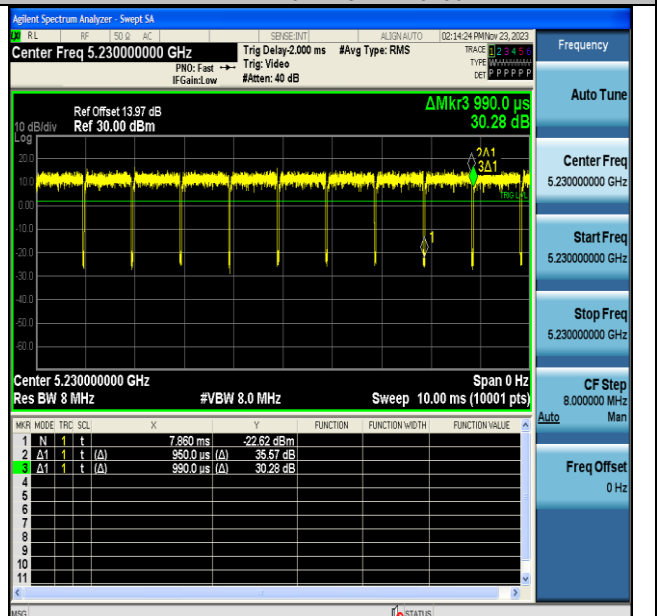 Agilent Spectrum Analyzer - Swept SA
RL RF 50 Ω AC SENSE:INT ALIGN AUTO 02:14:24 PM Nov 23, 2023
Center Freq 5.230000000 GHz
PNO: Fast
IFGain:Low
Trig Delay-2.000 ms
Trig: Video
#Atten: 40 dB
#Avg Type: RMS
TRACE 1 2 3 4 5 6
TYPE
DET P P P P P P
Frequency
Auto Tune
Center Freq
5.230000000 GHz
Start Freq
5.230000000 GHz
Stop Freq
5.230000000 GHz
CF Step
8.000000 MHz
Auto Man
Freq Offset
0 Hz
ΔMkr3 990.0 µs
30.28 dB
Ref Offset 13.97 dB
10 dB/div Ref 30.00 dBm
Log
20.0
10.0
0.00
-10.0
-20.0
-30.0
-40.0
-50.0
-60.0
2Δ1
3Δ1
1
Center 5.230000000 GHz Span 0 Hz
Res BW 8 MHz #VBW 8.0 MHz Sweep 10.00 ms (10001 pts)
MKR MODE TRC SCL X Y FUNCTION FUNCTION WIDTH FUNCTION VALUE
1 N 1 t 7.860 ms -22.62 dBm
2 Δ1 1 t (Δ) 950.0 µs (Δ) 35.57 dB
3 Δ1 1 t (Δ) 990.0 µs (Δ) 30.28 dB
4
5
6
7
8
9
10
11
MSG STATUS